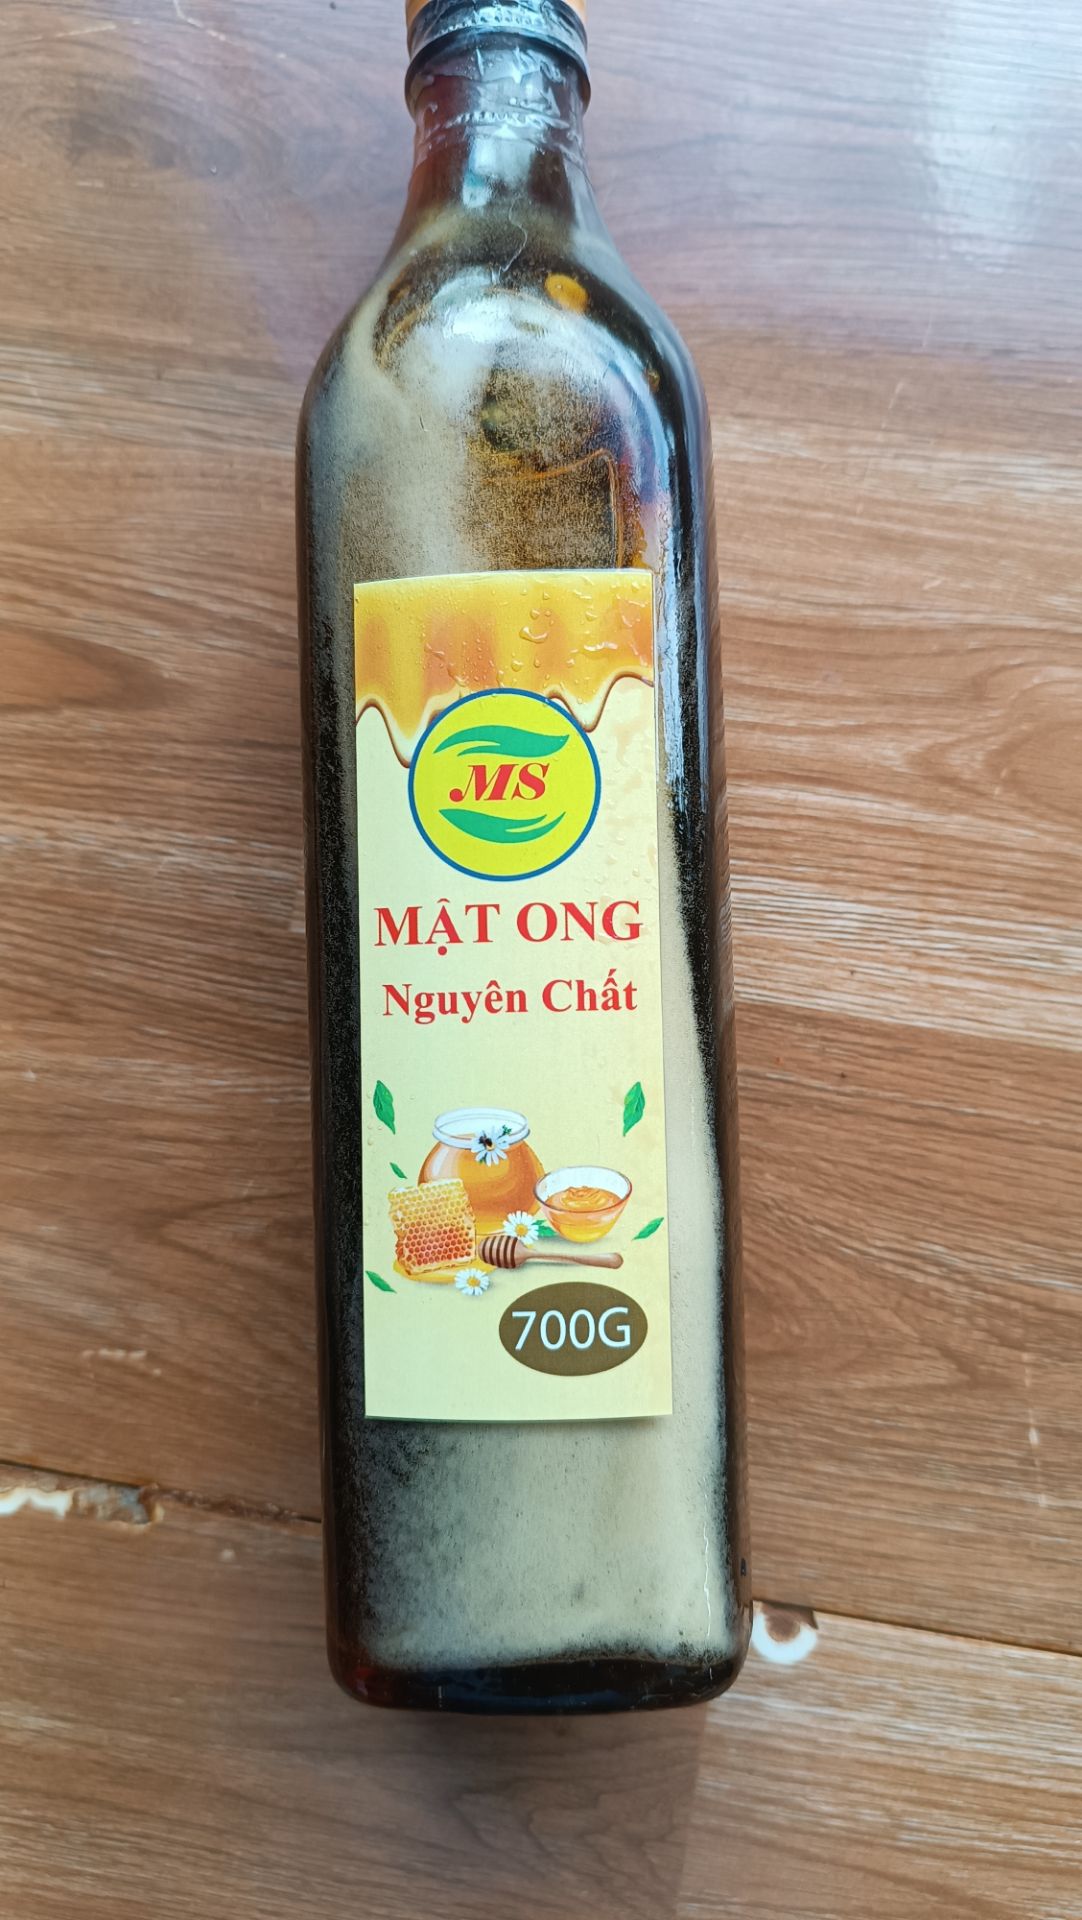 MS
MẬT ONG
Nguyên Chất
700G